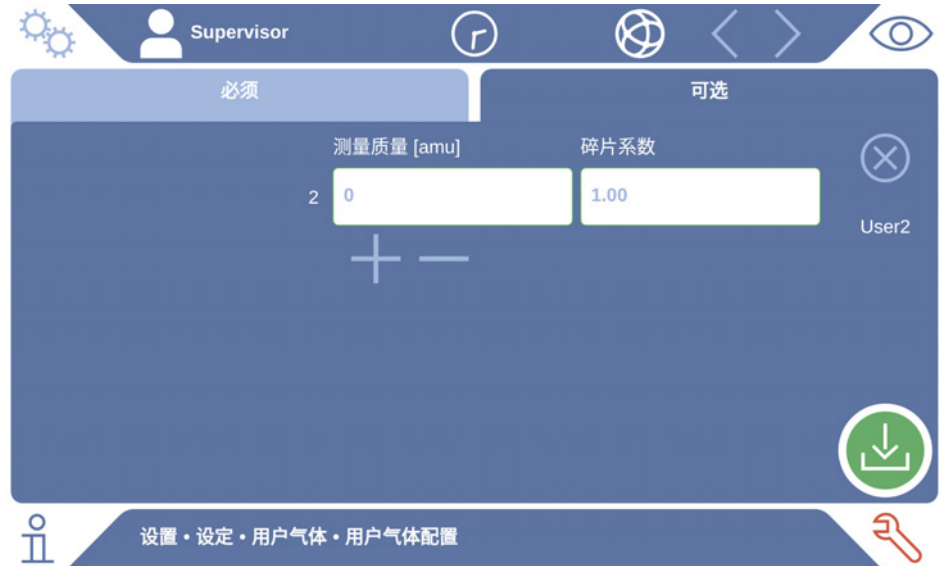 Supervisor
必须
可选
测量质量 [amu]
碎片系数
2
0
1.00
User2
设置 • 设定 • 用户气体 • 用户气体配置